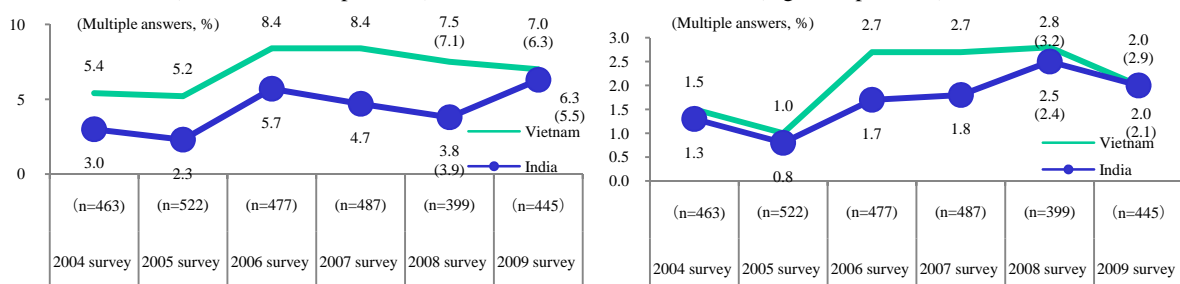 10
(Multiple answers, %)
5
0
5.4
5.2
8.4
8.4
7.5
(7.1)
7.0
(6.3)
3.0
2.3
5.7
4.7
3.8
(3.9)
6.3
(5.5)
Vietnam
India
(n=463)
(n=522)
(n=477)
(n=487)
(n=399)
(n=445)
2004 survey
2005 survey
2006 survey
2007 survey
2008 survey
2009 survey
(Multiple answers, %)
3.0
2.5
2.0
1.5
1.0
0.5
0.0
1.5
1.0
2.7
2.7
2.8
(3.2)
2.0
(2.9)
1.3
0.8
1.7
1.8
2.5
(2.4)
2.0
(2.1)
Vietnam
India
(n=463)
(n=522)
(n=477)
(n=487)
(n=399)
(n=445)
2004 survey
2005 survey
2006 survey
2007 survey
2008 survey
2009 survey